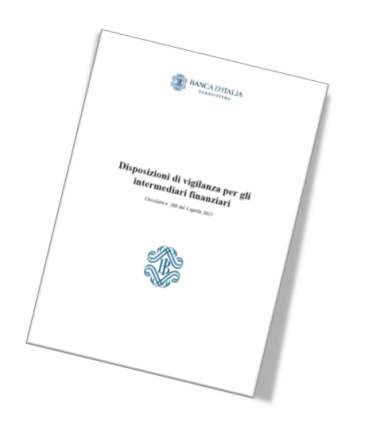 BANCA D'ITALIA
EUROSISTEMA
Disposizioni di vigilanza per gli
intermediari finanziari
Circolare n. 288 del 3 aprile 2015